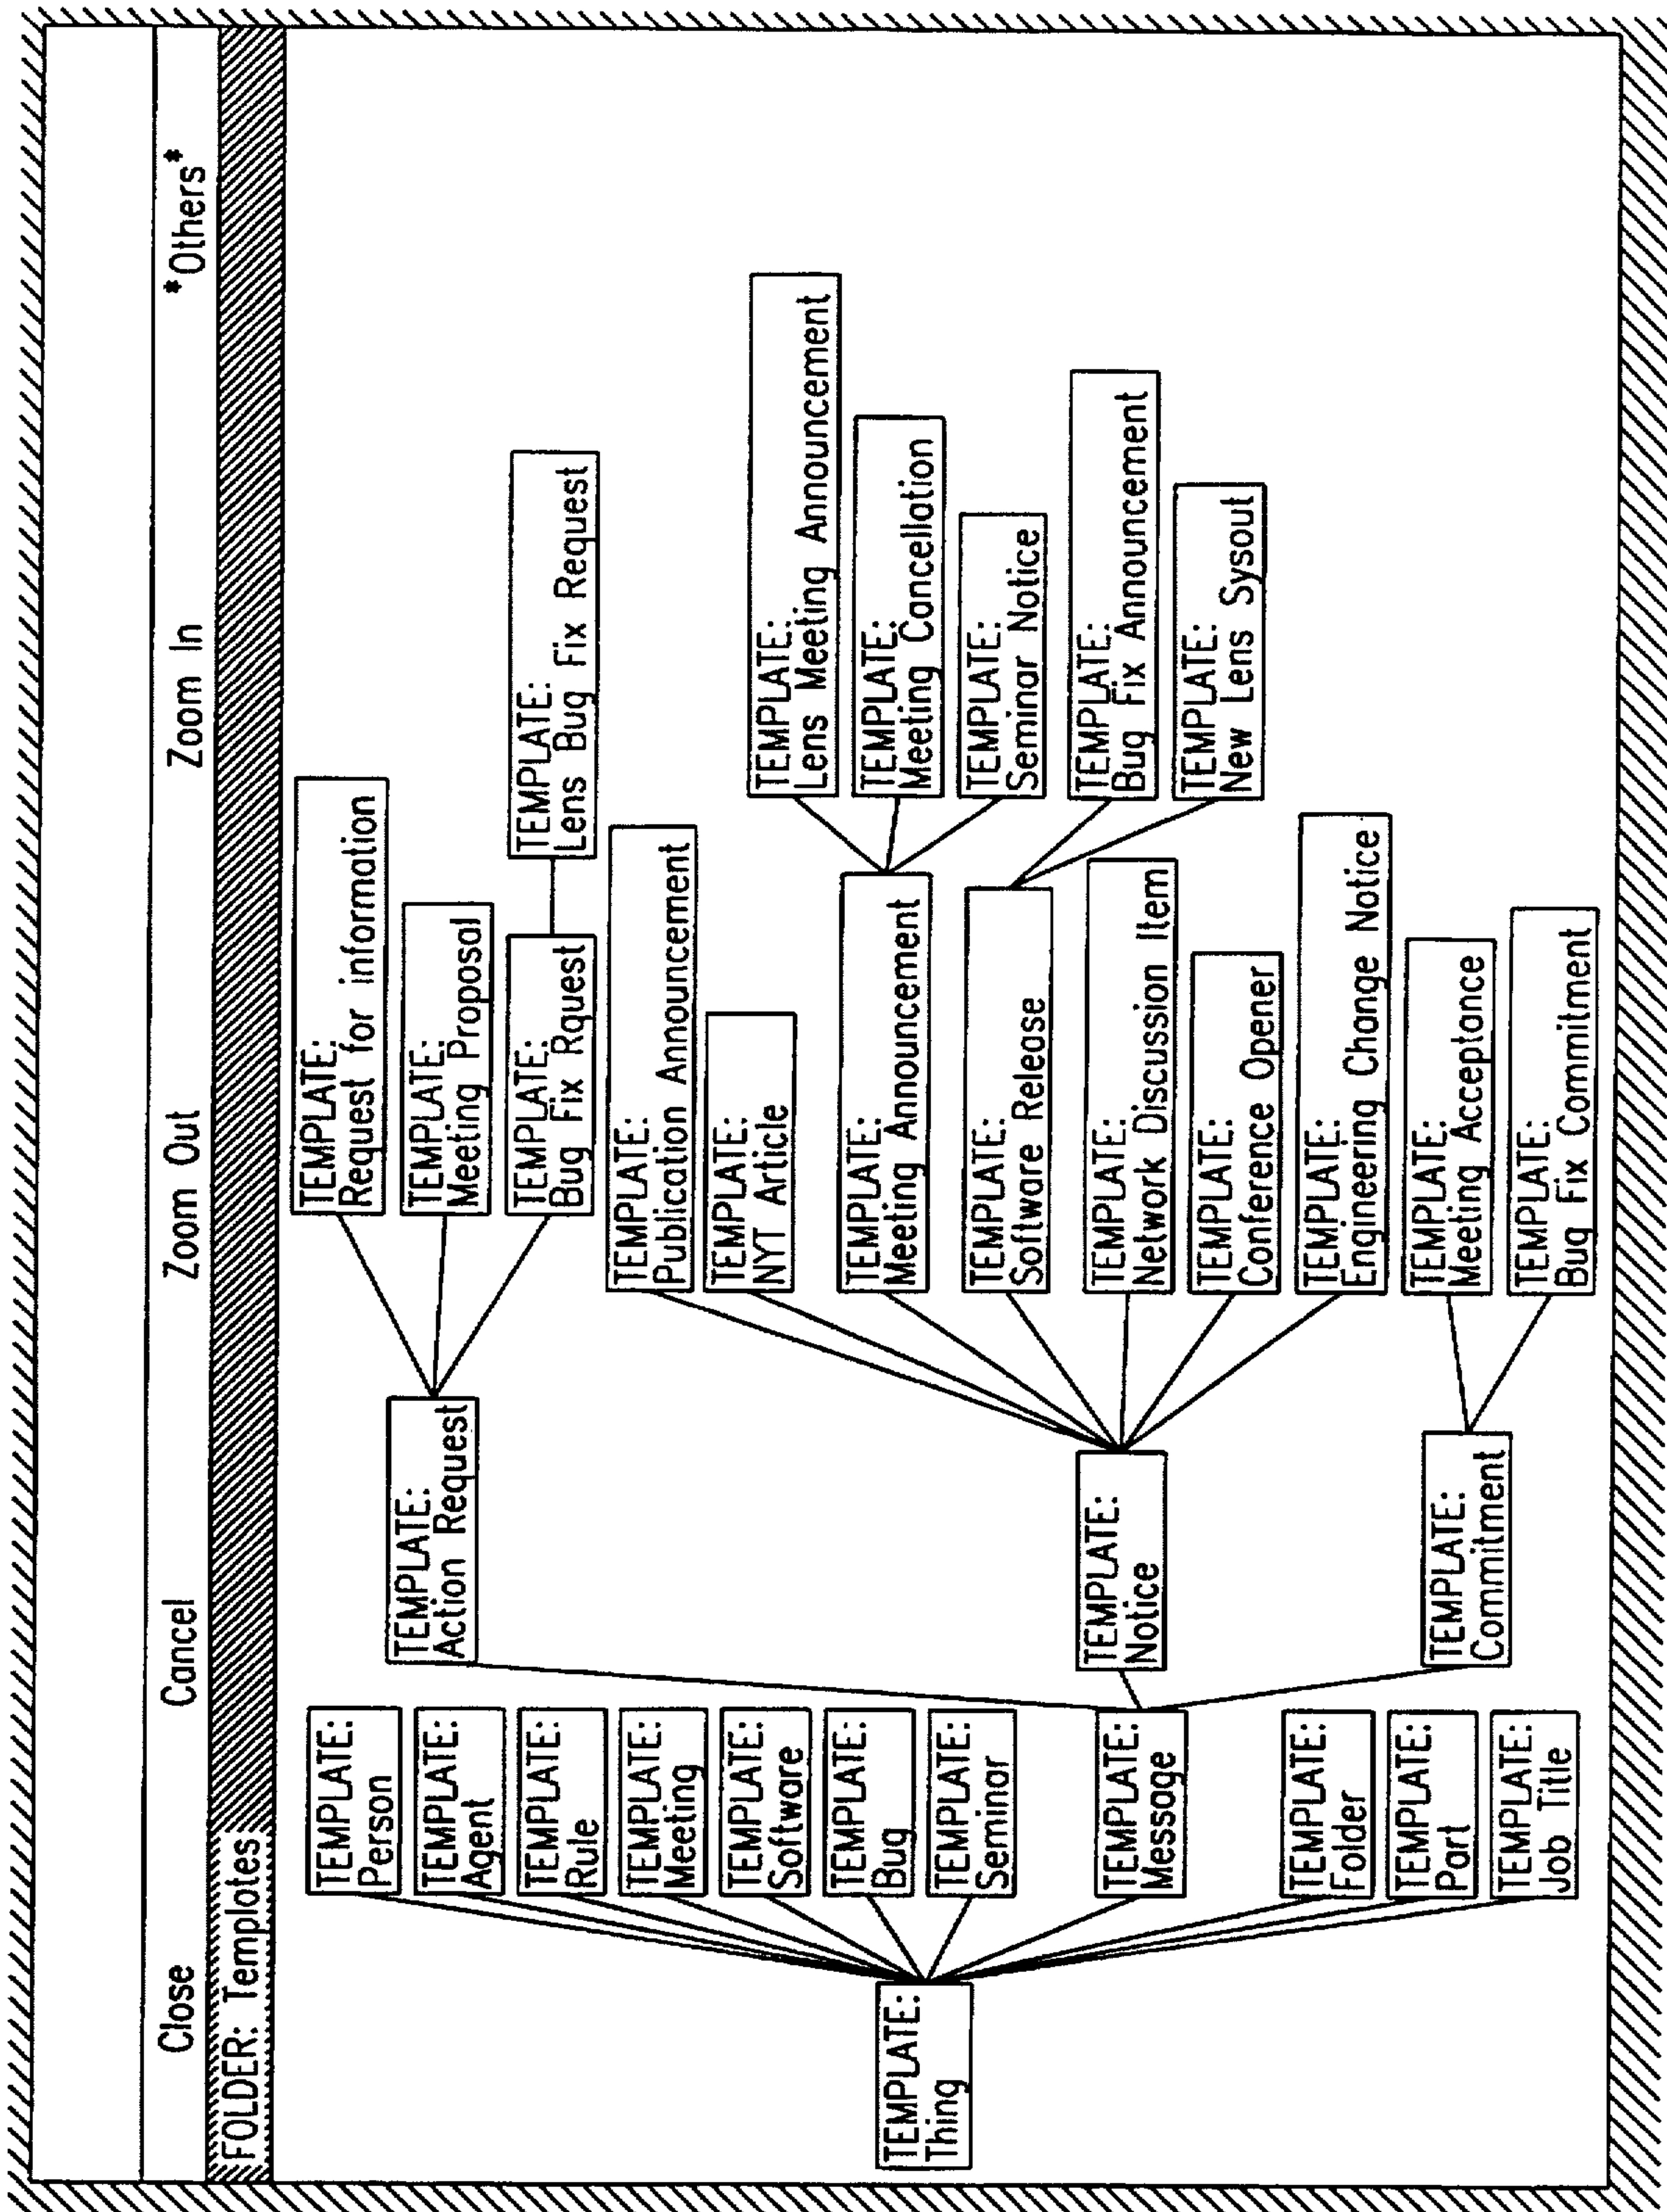 Close Cancel Zoom Out Zoom In *Others*
FOLDER: Templotes
TEMPLATE:
Thing
TEMPLATE:
Person
TEMPLATE:
Agent
TEMPLATE:
Rule
TEMPLATE:
Meeting
TEMPLATE:
Software
TEMPLATE:
Bug
TEMPLATE:
Seminar
TEMPLATE:
Message
TEMPLATE:
Folder
TEMPLATE:
Part
TEMPLATE:
Job Title
TEMPLATE:
Action Request
TEMPLATE:
Notice
TEMPLATE:
Commitment
TEMPLATE:
Request for information
TEMPLATE:
Meeting Proposal
TEMPLATE:
Bug Fix Rquest
TEMPLATE:
Publication Announcement
TEMPLATE:
NYT Article
TEMPLATE:
Meeting Announcement
TEMPLATE:
Software Release
TEMPLATE:
Network Discussion Item
TEMPLATE:
Conference Opener
TEMPLATE:
Engineering Change Notice
TEMPLATE:
Meeting Acceptance
TEMPLATE:
Bug Fix Commitment
TEMPLATE:
Lens Bug Fix Request
TEMPLATE:
Lens Meeting Announcement
TEMPLATE:
Meeting Cancellation
TEMPLATE:
Seminar Notice
TEMPLATE:
Bug Fix Announcement
TEMPLATE:
New Lens Sysout